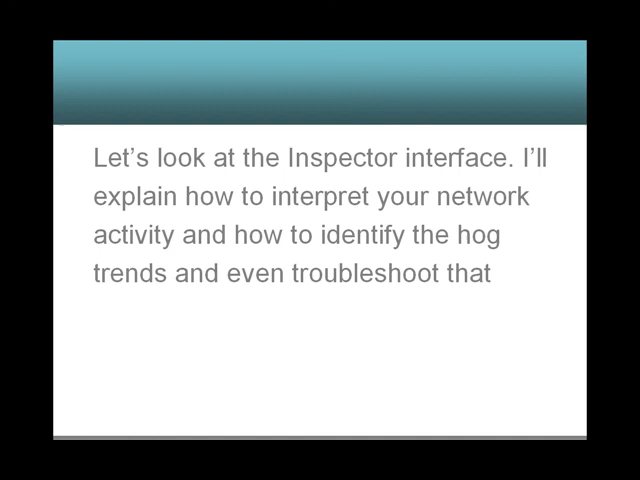 Let’s look at the Inspector interface. I’ll
explain how to interpret your network
activity and how to identify the hog
trends and even troubleshoot that